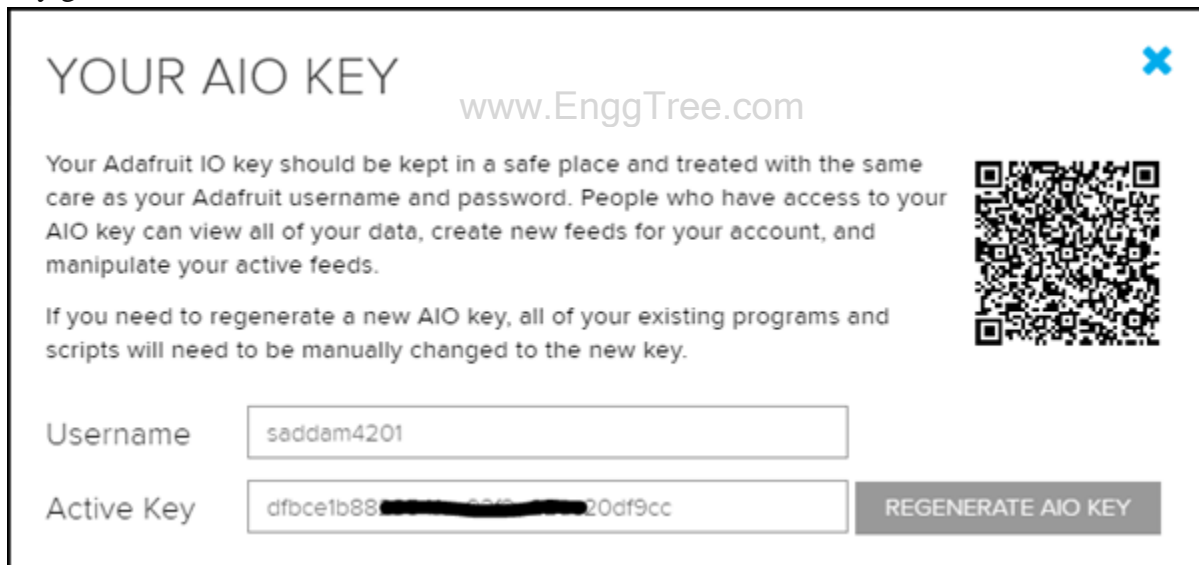 YOUR AIO KEY
www.EnggTree.com
Your Adafruit IO key should be kept in a safe place and treated with the same
care as your Adafruit username and password. People who have access to your
AIO key can view all of your data, create new feeds for your account, and
manipulate your active feeds.
If you need to regenerate a new AIO key, all of your existing programs and
scripts will need to be manually changed to the new key.
Username saddam4201
Active Key dfbce1b88 20df9cc REGENERATE AIO KEY